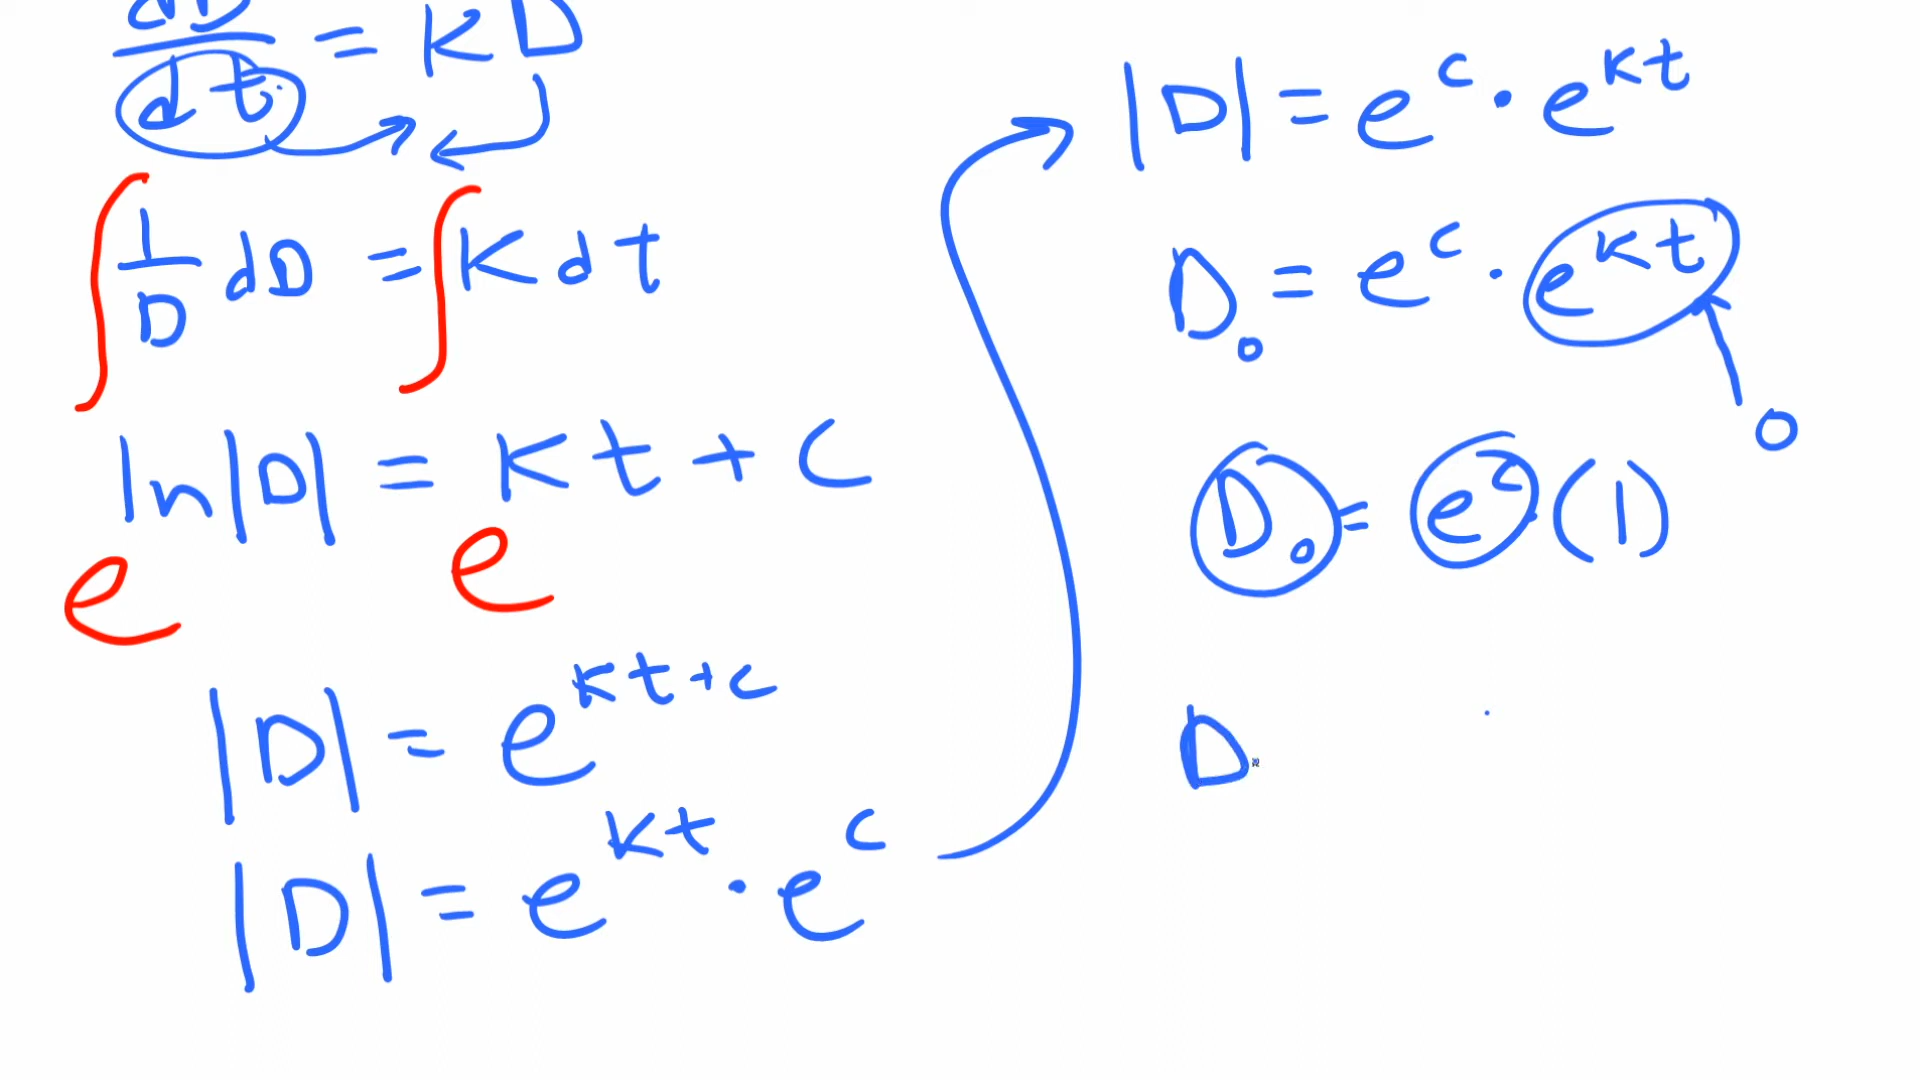 dD/dt = KD
∫ 1/D dD = ∫ K dt
ln|D| = Kt + C
e e
|D| = e^{Kt+C}
|D| = e^{Kt} · e^C
|D| = e^C · e^{Kt}
D₀ = e^C · e^{Kt}
0
D₀ = e^C (1)
D